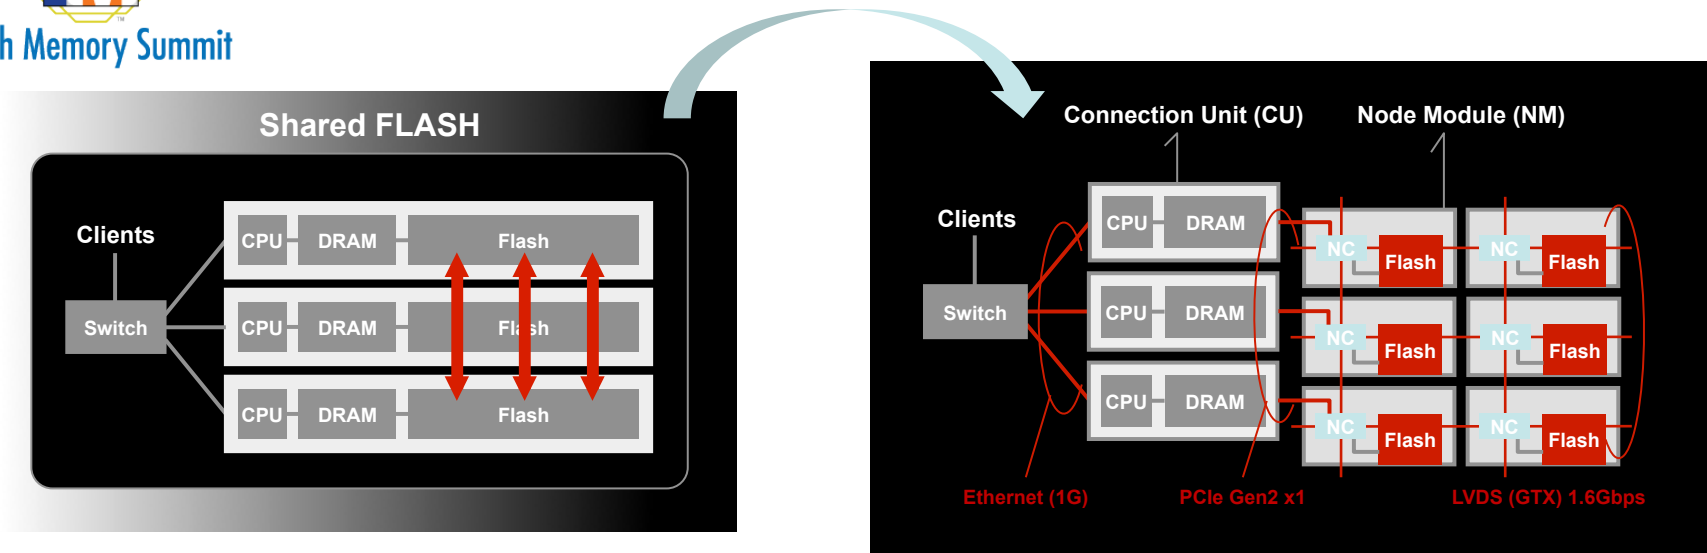 h Memory Summit
TM
Shared FLASH
Clients
Switch
CPU DRAM Flash
CPU DRAM Flash
CPU DRAM Flash
Connection Unit (CU) Node Module (NM)
Clients
Switch
CPU DRAM
CPU DRAM
CPU DRAM
NC Flash NC Flash
NC Flash NC Flash
NC Flash NC Flash
Ethernet (1G) PCIe Gen2 x1 LVDS (GTX) 1.6Gbps